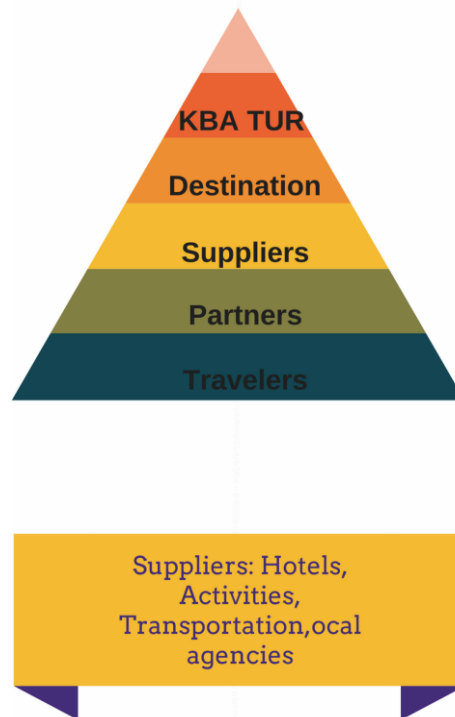 KBA TUR
Destination
Suppliers
Partners
Travelers
Suppliers: Hotels,
Activities,
Transportation,ocal
agencies